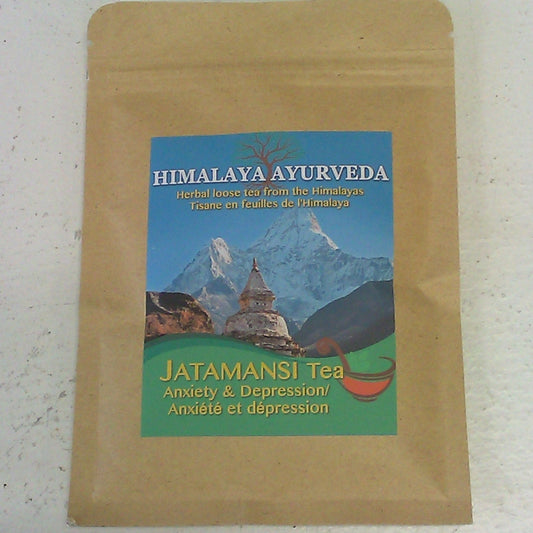 HIMALAYA AYURVEDA
Herbal loose tea from the Himalayas
Tisane en feuilles de l'Himalaya
JATAMANSI Tea
Anxiety & Depression/
Anxiété et dépression